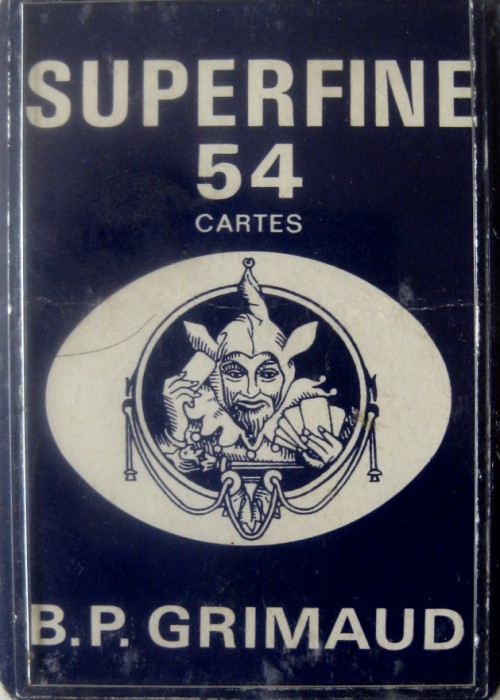 SUPERFINE
54
CARTES
B.P. GRIMAUD